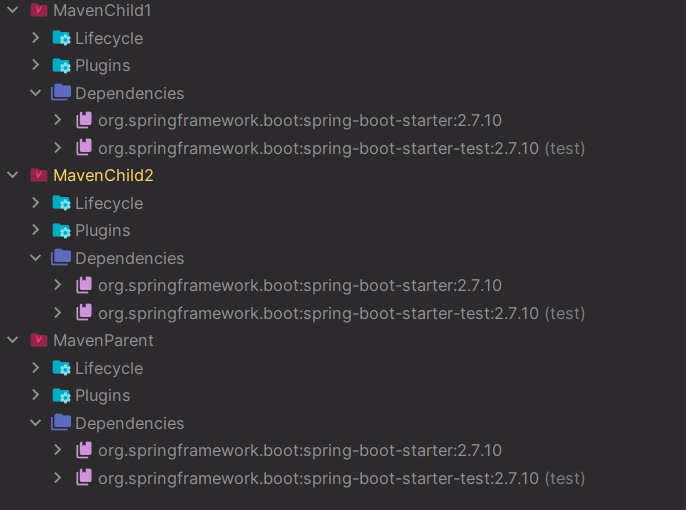 MavenChild1
Lifecycle
Plugins
Dependencies
org.springframework.boot:spring-boot-starter:2.7.10
org.springframework.boot:spring-boot-starter-test:2.7.10 (test)
MavenChild2
Lifecycle
Plugins
Dependencies
org.springframework.boot:spring-boot-starter:2.7.10
org.springframework.boot:spring-boot-starter-test:2.7.10 (test)
MavenParent
Lifecycle
Plugins
Dependencies
org.springframework.boot:spring-boot-starter:2.7.10
org.springframework.boot:spring-boot-starter-test:2.7.10 (test)